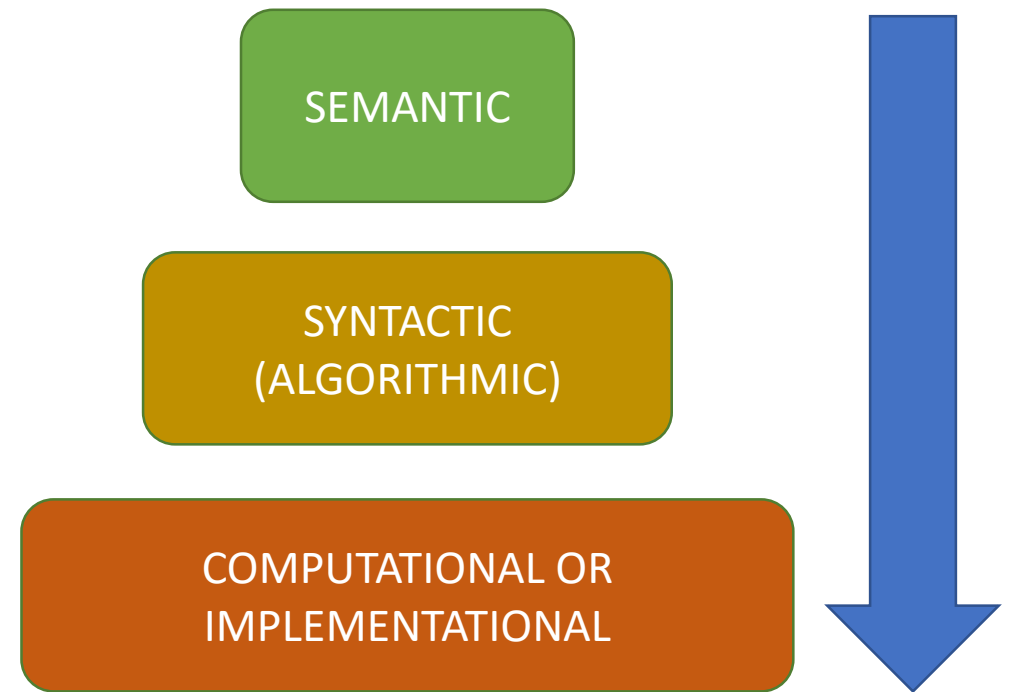 SEMANTIC
SYNTACTIC
(ALGORITHMIC)
COMPUTATIONAL OR
IMPLEMENTATIONAL